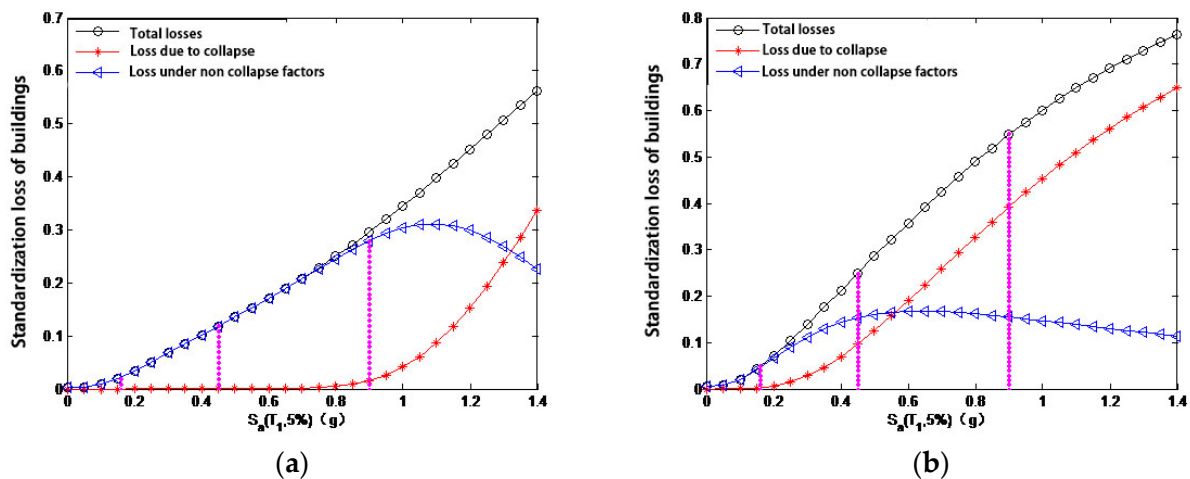 0.7
0.6
0.5
0.4
0.3
0.2
0.1
0
Standardization loss of buildings
Total losses
Loss due to collapse
Loss under non collapse factors
0 0.2 0.4 0.6 0.8 1 1.2 1.4
Sa(T1,5%) (g)
(a)
0.8
0.7
0.6
0.5
0.4
0.3
0.2
0.1
0
Standardization loss of buildings
Total losses
Loss due to collapse
Loss under non collapse factors
0 0.2 0.4 0.6 0.8 1 1.2 1.4
Sa(T1,5%) (g)
(b)